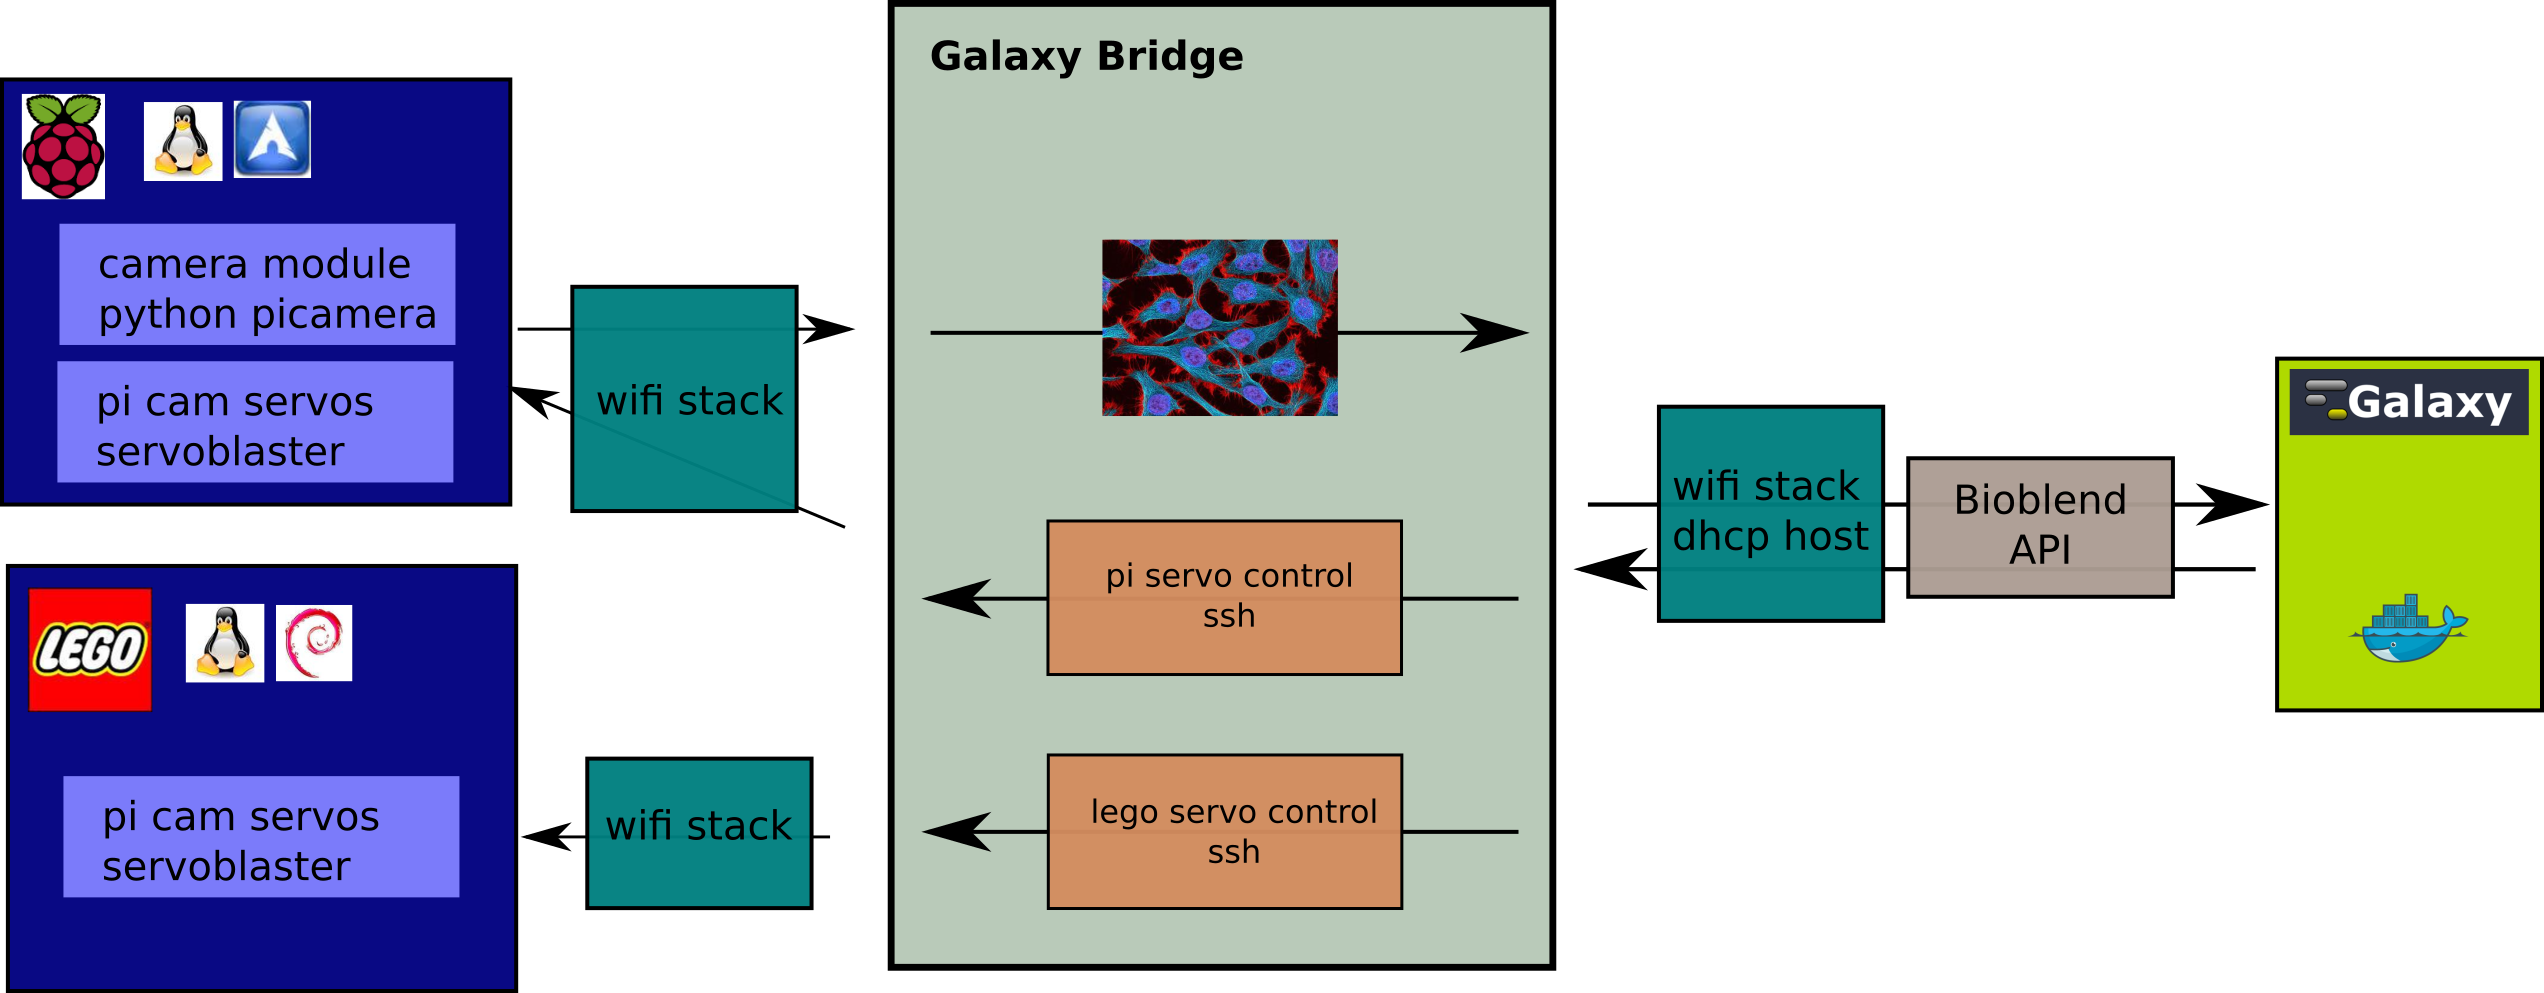 Galaxy Bridge
camera module
python picamera
pi cam servos
servoblaster
wifi stack
LEGO
pi cam servos
servoblaster
wifi stack
pi servo control
ssh
lego servo control
ssh
wifi stack
dhcp host
Bioblend
API
Galaxy